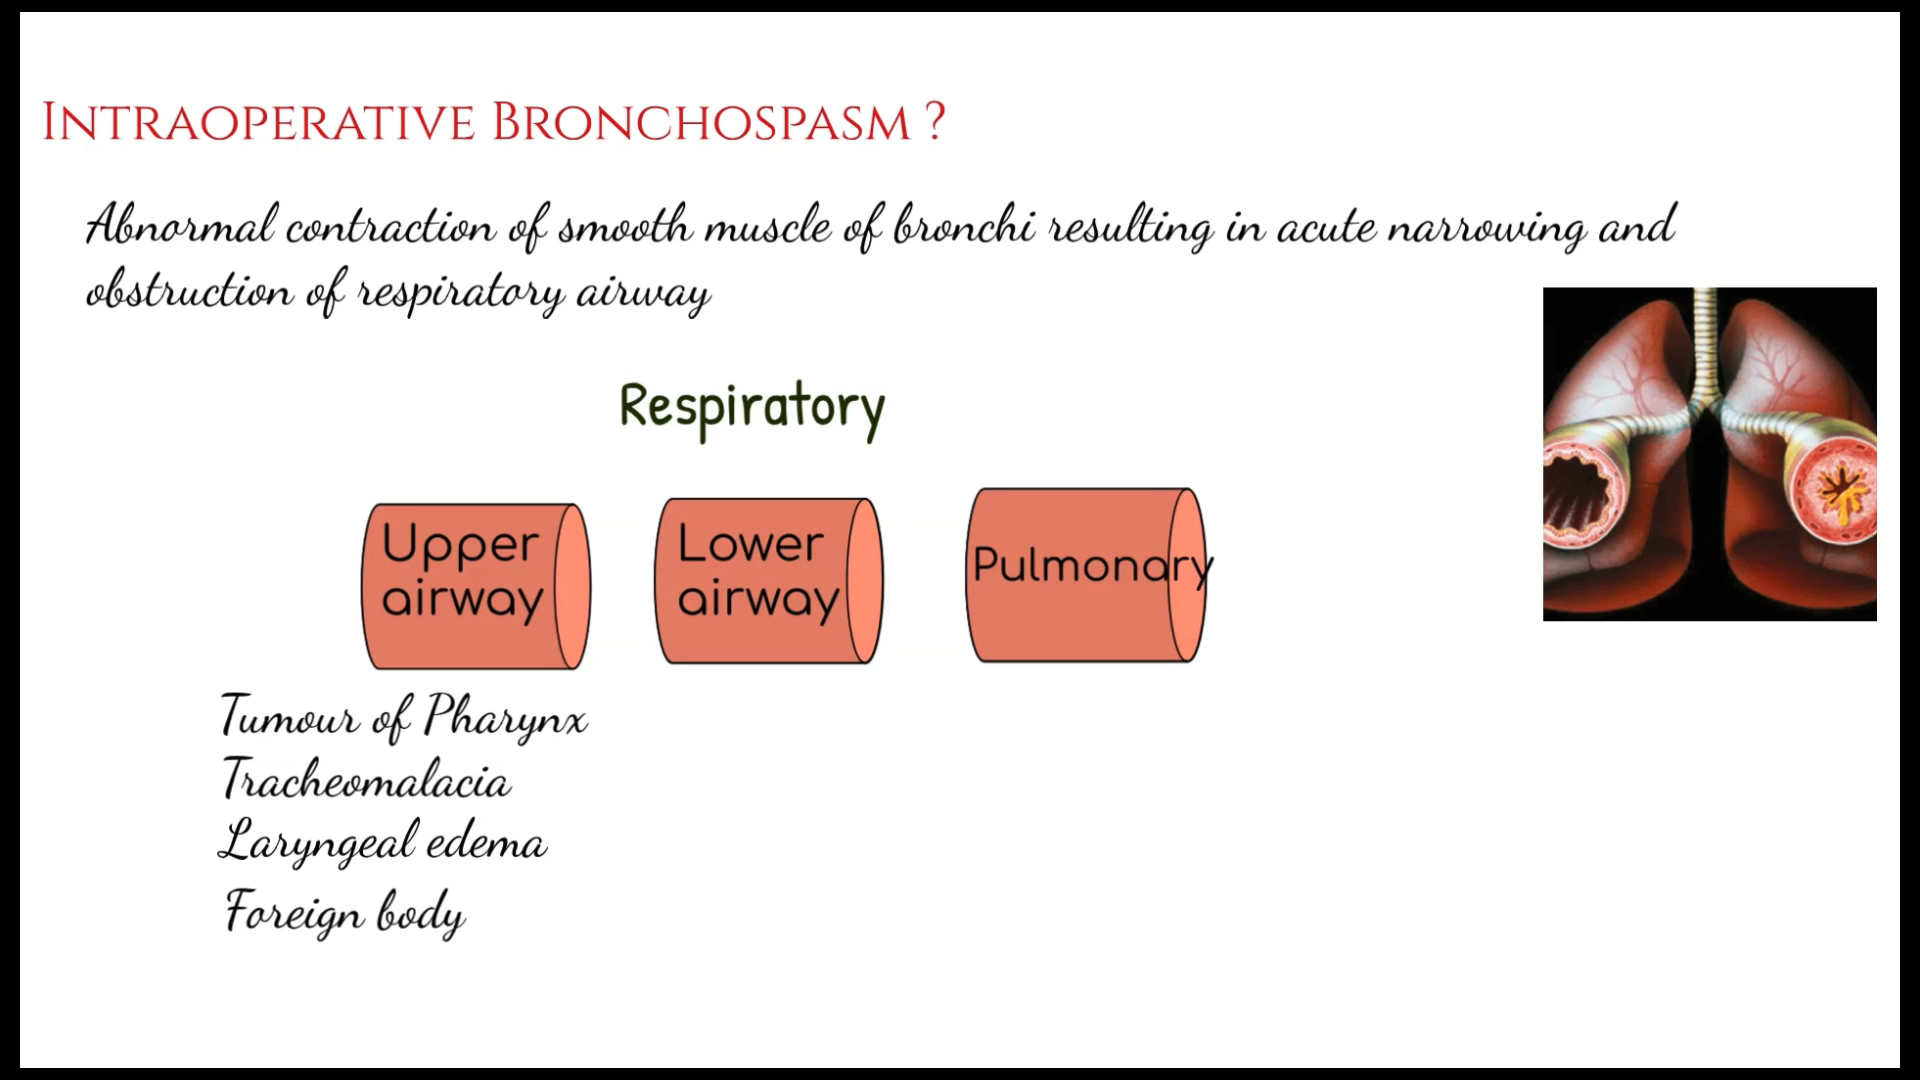 INTRAOPERATIVE BRONCHOSPASM ?
Abnormal contraction of smooth muscle of bronchi resulting in acute narrowing and
obstruction of respiratory airway
Respiratory
Upper
airway
Lower
airway
Pulmonary
Tumour of Pharynx
Tracheomalacia
Laryngeal edema
Foreign body